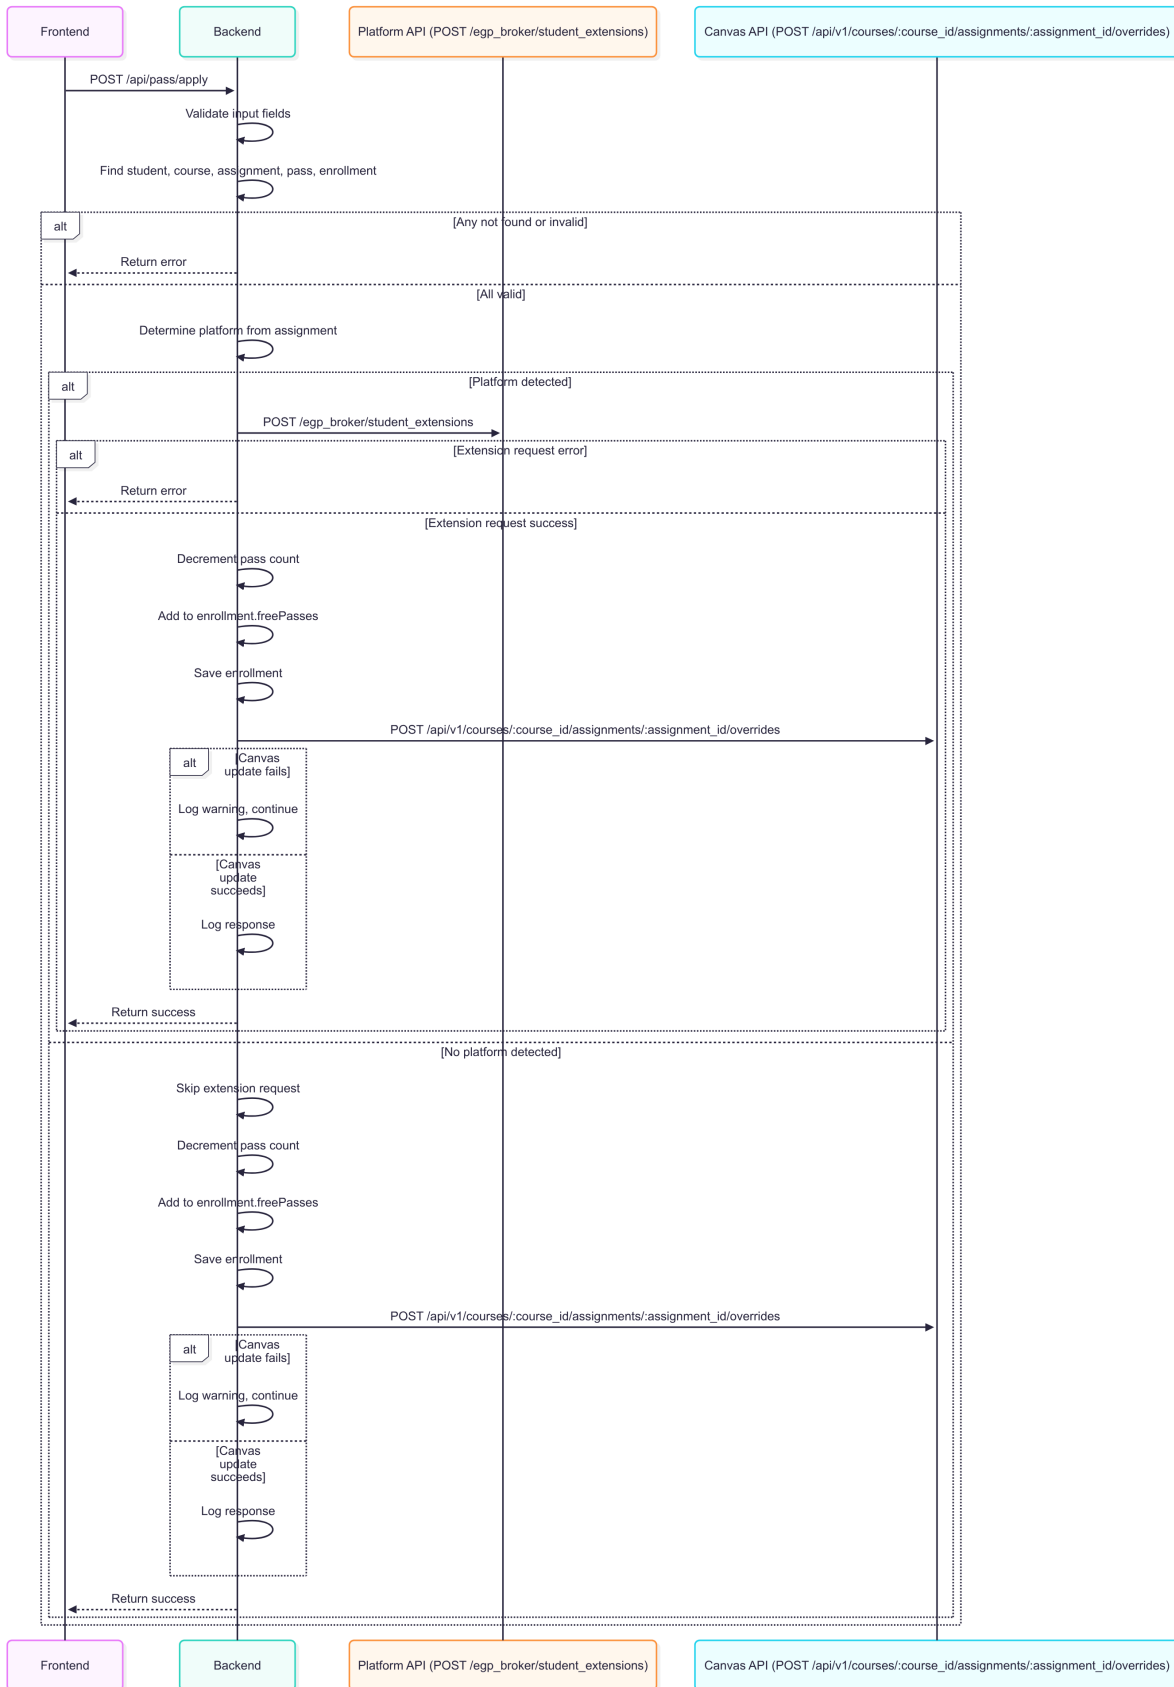 Frontend
Backend
Platform API (POST /egp_broker/student_extensions)
Canvas API (POST /api/v1/courses/:course_id/assignments/:assignment_id/overrides)
POST /api/pass/apply
Validate input fields
Find student, course, assignment, pass, enrollment
alt
[Any not found or invalid]
Return error
[All valid]
Determine platform from assignment
alt
[Platform detected]
POST /egp_broker/student_extensions
alt
[Extension request error]
Return error
[Extension request success]
Decrement pass count
Add to enrollment.freePasses
Save enrollment
POST /api/v1/courses/:course_id/assignments/:assignment_id/overrides
alt
[Canvas
update fails]
Log warning, continue
[Canvas
update
succeeds]
Log response
Return success
[No platform detected]
Skip extension request
Decrement pass count
Add to enrollment.freePasses
Save enrollment
POST /api/v1/courses/:course_id/assignments/:assignment_id/overrides
alt
[Canvas
update fails]
Log warning, continue
[Canvas
update
succeeds]
Log response
Return success
Frontend
Backend
Platform API (POST /egp_broker/student_extensions)
Canvas API (POST /api/v1/courses/:course_id/assignments/:assignment_id/overrides)